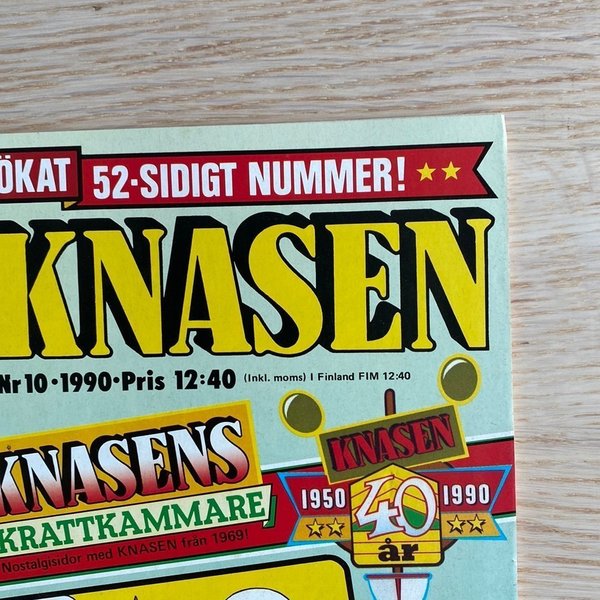 ÖKAT 52-SIDIGT NUMMER!
KNASEN
Nr 10 • 1990 • Pris 12:40 (Inkl. moms) I Finland FIM 12:40
KNASENS
KRATTKAMMARE
Nostalgisidor med KNASEN från 1969!
KNASEN
1950 40 1990
år